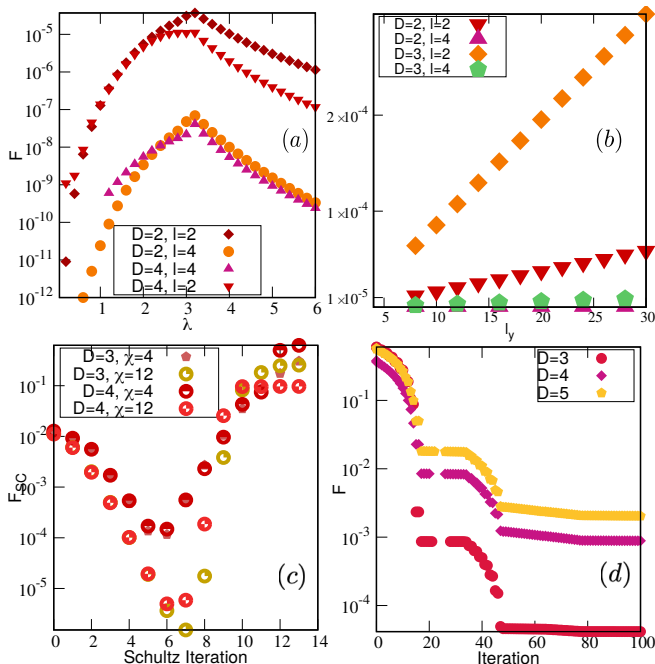 F
10⁻⁵
10⁻⁶
10⁻⁷
10⁻⁸
10⁻⁹
10⁻¹⁰
10⁻¹¹
10⁻¹²
(a)
D=2, l=2
D=2, l=4
D=4, l=4
D=4, l=2
1 2 3 4 5 6
λ
D=2, l=2
D=2, l=4
D=3, l=2
D=3, l=4
(b)
2×10⁻⁴
1×10⁻⁴
1×10⁻⁵
5 10 15 20 25 30
l_y
D=3, χ=4
D=3, χ=12
D=4, χ=4
D=4, χ=12
F_SC
10⁻¹
10⁻²
10⁻³
10⁻⁴
10⁻⁵
(c)
0 2 4 6 8 10 12 14
Schultz Iteration
D=3
D=4
D=5
F
10⁻¹
10⁻²
10⁻³
10⁻⁴
(d)
0 20 40 60 80 100
Iteration